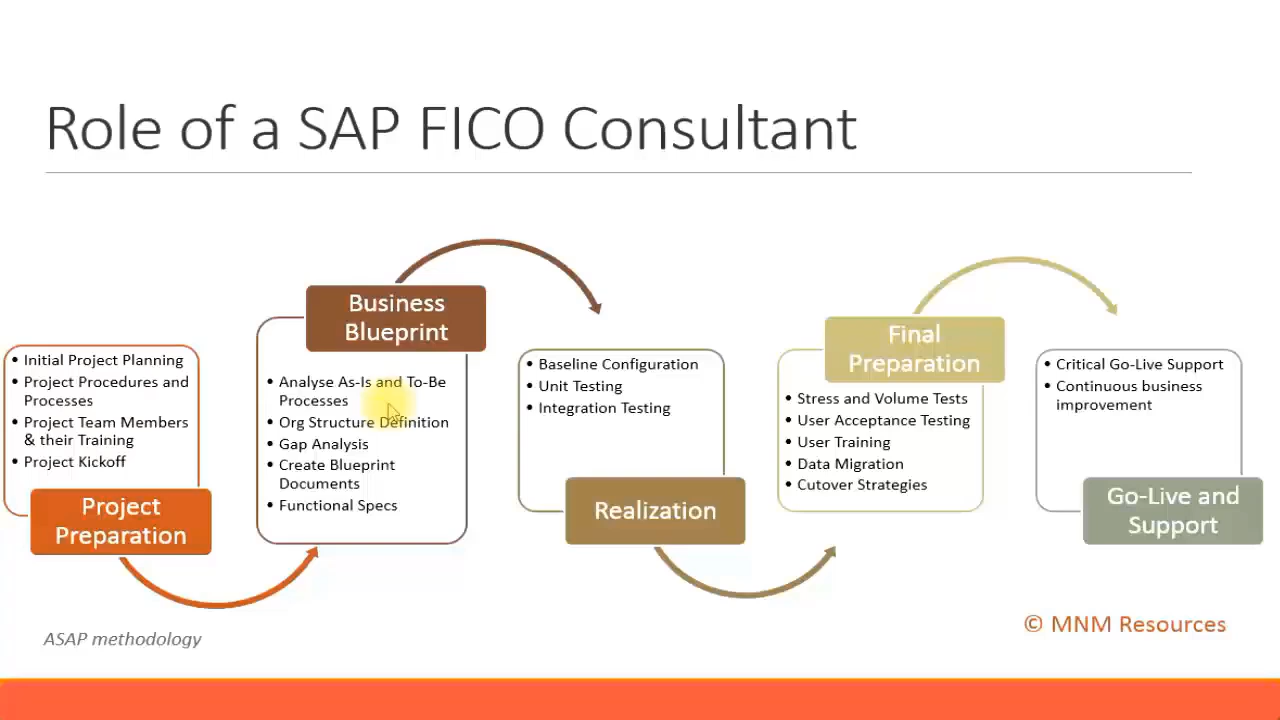 Role of a SAP FICO Consultant
• Initial Project Planning
• Project Procedures and
Processes
• Project Team Members
& their Training
• Project Kickoff
Project
Preparation
Business
Blueprint
• Analyse As-Is and To-Be
Processes
• Org Structure Definition
• Gap Analysis
• Create Blueprint
Documents
• Functional Specs
• Baseline Configuration
• Unit Testing
• Integration Testing
Realization
Final
Preparation
• Stress and Volume Tests
• User Acceptance Testing
• User Training
• Data Migration
• Cutover Strategies
• Critical Go-Live Support
• Continuous business
improvement
Go-Live and
Support
ASAP methodology
© MNM Resources